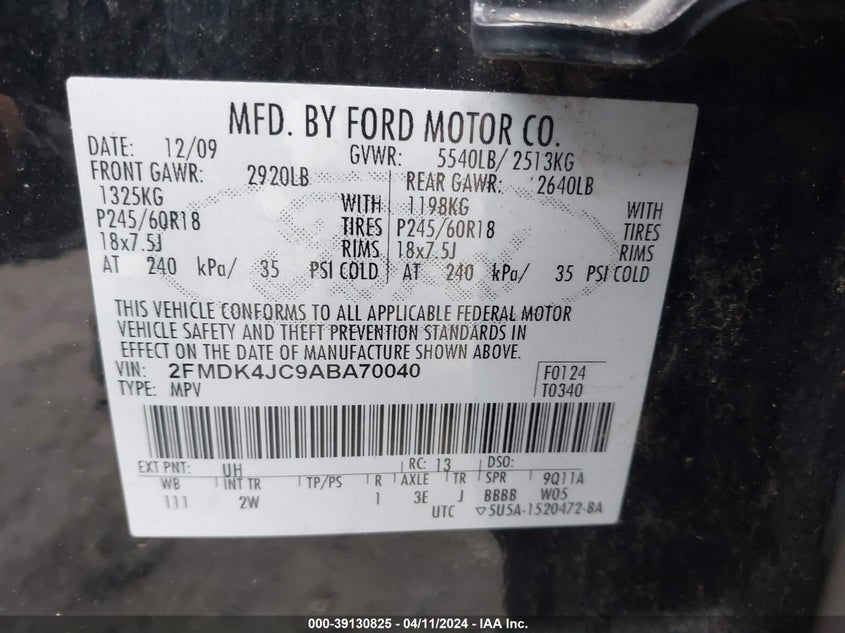 MFD. BY FORD MOTOR CO.
DATE: 12/09 GVWR: 5540LB/ 2513KG
FRONT GAWR: 2920LB REAR GAWR: 2640LB
1325KG WITH 1198KG WITH
P245/60R18 TIRES P245/60R18 TIRES
18x7.5J RIMS 18x7.5J RIMS
AT 240 kPa/ 35 PSI COLD AT 240 kPa/ 35 PSI COLD
THIS VEHICLE CONFORMS TO ALL APPLICABLE FEDERAL MOTOR
VEHICLE SAFETY AND THEFT PREVENTION STANDARDS IN
EFFECT ON THE DATE OF MANUFACTURE SHOWN ABOVE.
VIN: 2FMDK4JC9ABA70040 F0124
TYPE: MPV T0340
EXT PNT: UH RC: 13 DSO:
WB INT TR TP/PS R AXLE TR SPR 9Q11A
111 2W 1 3E J BBBB W05
UTC ▽5U5A-1520472-BA
000-39130825 - 04/11/2024 - IAA Inc.